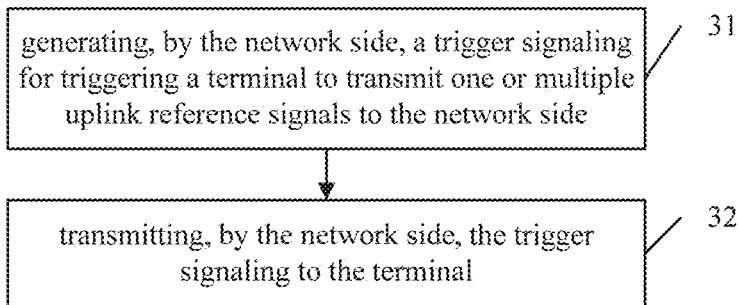 generating, by the network side, a trigger signaling
for triggering a terminal to transmit one or multiple
uplink reference signals to the network side
31
transmitting, by the network side, the trigger
signaling to the terminal
32